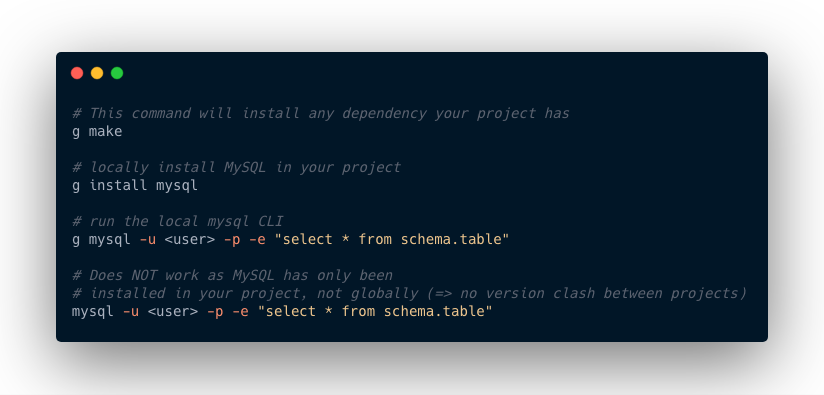 # This command will install any dependency your project has
g make
# locally install MySQL in your project
g install mysql
# run the local mysql CLI
g mysql -u <user> -p -e "select * from schema.table"
# Does NOT work as MySQL has only been
# installed in your project, not globally (=> no version clash between projects)
mysql -u <user> -p -e "select * from schema.table"